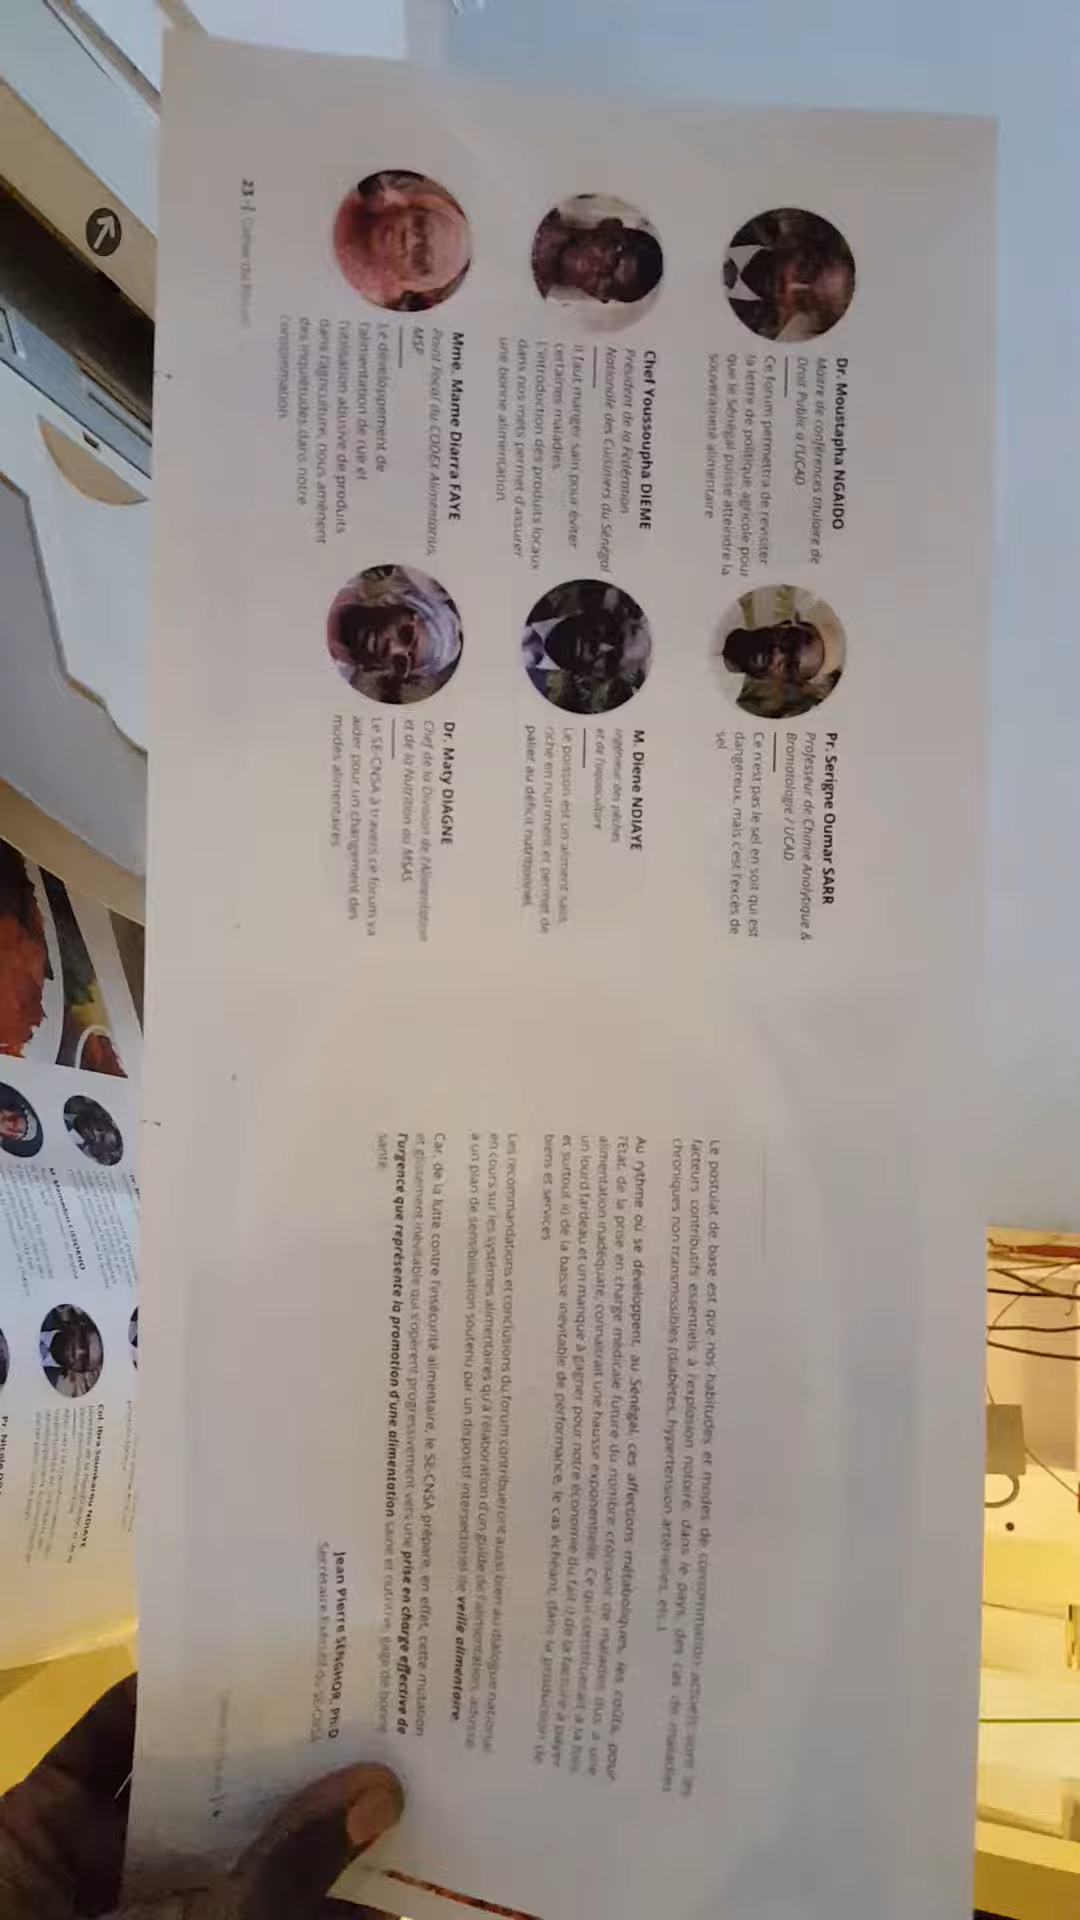 Dr. Moustapha NGAIDO
Maître de conférences titulaire de
Droit Public à l'UCAD
Ce forum permettra de revisiter
la lettre de politique agricole pour
que le Sénégal puisse atteindre la
souveraineté alimentaire
Pr. Serigne Oumar SARR
Professeur de Chimie Analytique &
Bromatologie / UCAD
Ce n'est pas le sel en soit qui est
dangereux, mais c'est l'excès de
sel
Chef Youssoupha DIEME
Président de la Fédération
Nationale des Cuisiniers du Sénégal
Il faut manger sain pour éviter
certaines maladies.
L'introduction des produits locaux
dans nos mets permet d'assurer
une bonne alimentation
M. Diene NDIAYE
Ingénieur des pêches
et de l'aquaculture
Le poisson est un aliment sain,
riche en nutriment et permet de
palier au déficit nutritionnel
Mme. Mame Diarra FAYE
Point Focal du CODEX Alimentarius,
MSP
Le développement de
l'alimentation de rue et
l'utilisation abusive de produits
dans l'agriculture, nous amènent
des inquiétudes dans notre
consommation
Dr. Maty DIAGNE
Chef de la Division de l'Alimentation
et de la Nutrition au MSAS
Le SE-CNSA à travers ce forum va
aider pour un changement des
modes alimentaires
23
Le postulat de base est que nos habitudes et modes de consommation actuels sont les
facteurs contributifs essentiels à l'explosion notoire, dans le pays, des cas de maladies
chroniques non transmissibles (diabètes, hypertension artérielles, etc.).
Au rythme où se développent, au Sénégal, ces affections métaboliques, les coûts, pour
l'Etat, de la prise en charge médicale future du nombre croissant de malades dus à une
alimentation inadéquate, connaîtrait une hausse exponentielle. Ce qui constituerait à la fois
un lourd fardeau et un manque à gagner pour notre économie du fait i) de la facture à payer
et surtout ii) de la baisse inévitable de performance, le cas échéant, dans la production de
biens et services
Les recommandations et conclusions du forum contribueront aussi bien au dialogue national
en cours sur les systèmes alimentaires qu'à l'élaboration d'un guide de l'alimentation, adossé
à un plan de sensibilisation soutenu par un dispositif intersectoriel de veille alimentaire.
Car, de la lutte contre l'insécurité alimentaire, le SE-CNSA prépare, en effet, cette mutation
et glissement inévitable qui s'opèrent progressivement vers une prise en charge effective de
l'urgence que représente la promotion d'une alimentation saine et nutritive, gage de bonne
santé
Jean Pierre SENGHOR, Ph.D
Secrétaire Exécutif du SE-CNSA
M. Mamadou CISSOKHO
Col. Ibra Soumkarou NDIAYE
Pr. Nicole